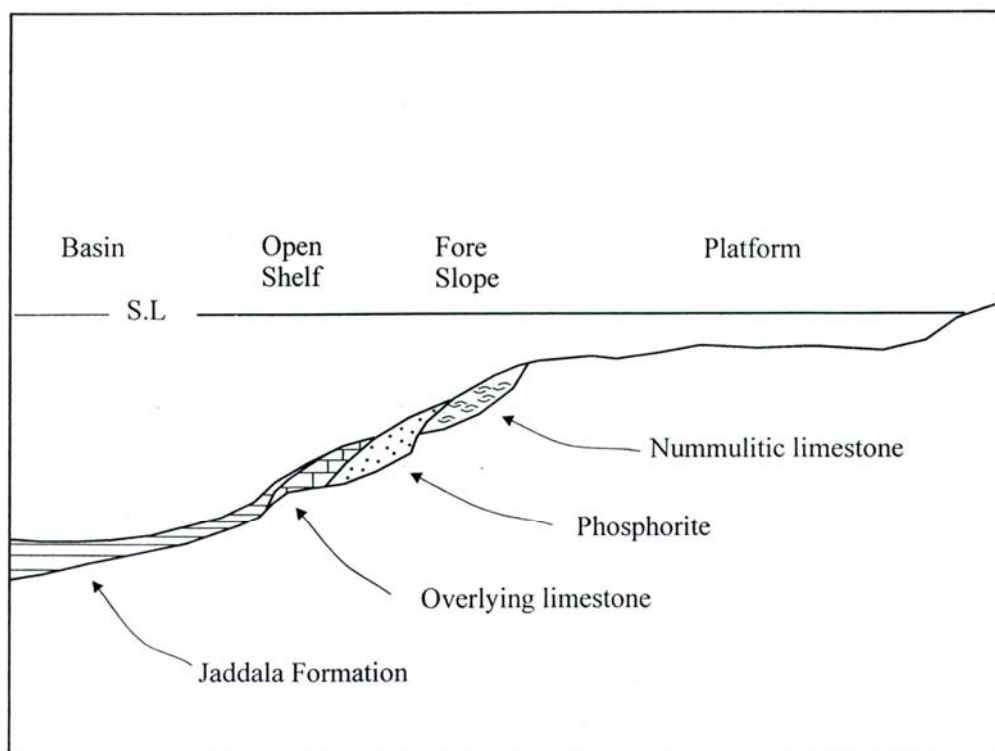 Basin
Open
Shelf
Fore
Slope
Platform
S.L
Nummulitic limestone
Phosphorite
Overlying limestone
Jaddala Formation